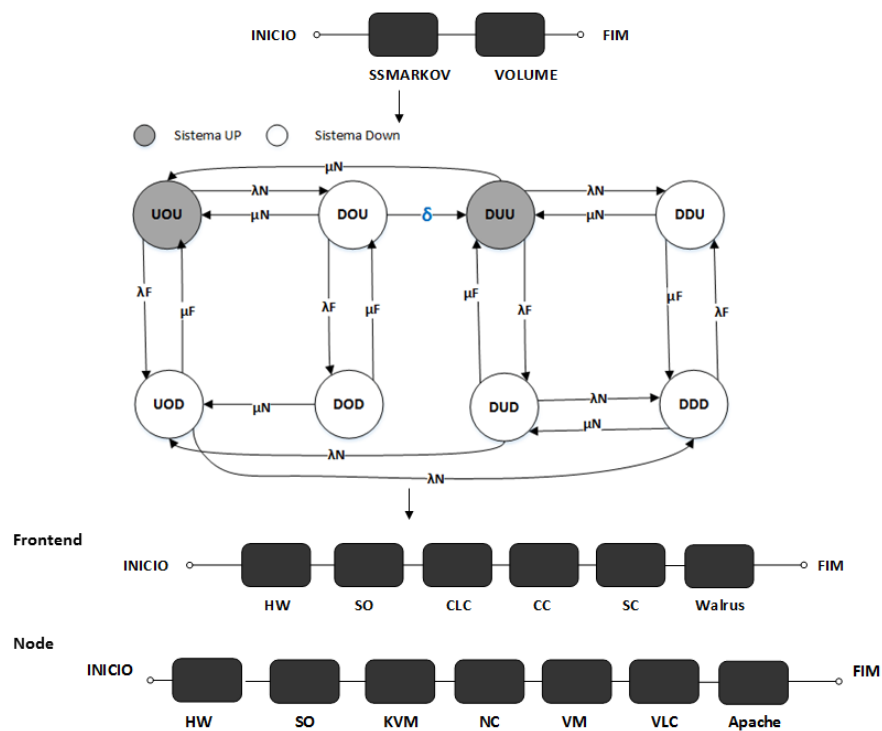 INICIO
FIM
SSMARKOV
VOLUME
Sistema UP
Sistema Down
μN
λN
λN
UOU
μN
DOU
δ
DUU
μN
DDU
λF
μF
λF
μF
μF
λF
μF
λF
UOD
μN
DOD
DUD
λN
μN
DDD
λN
λN
Frontend
INICIO
FIM
HW
SO
CLC
CC
SC
Walrus
Node
INICIO
FIM
HW
SO
KVM
NC
VM
VLC
Apache